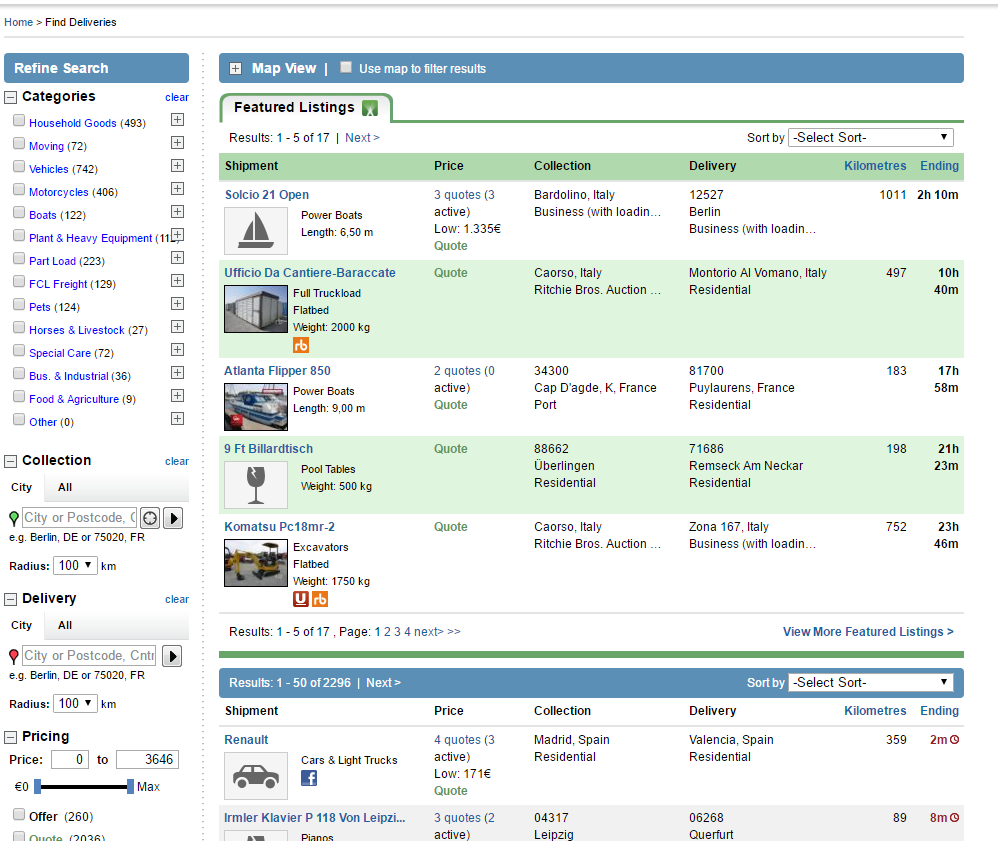 Home > Find Deliveries
Refine Search
Categories clear
Household Goods (493)
Moving (72)
Vehicles (742)
Motorcycles (406)
Boats (122)
Plant & Heavy Equipment (112
Part Load (223)
FCL Freight (129)
Pets (124)
Horses & Livestock (27)
Special Care (72)
Bus. & Industrial (36)
Food & Agriculture (9)
Other (0)
Collection clear
City All
City or Postcode, C
e.g. Berlin, DE or 75020, FR
Radius: 100 km
Delivery clear
City All
City or Postcode, Cntr
e.g. Berlin, DE or 75020, FR
Radius: 100 km
Pricing
Price: 0 to 3646
€0 Max
Offer (260)
Quote (2036)
Map View | Use map to filter results
Featured Listings
Results: 1 - 5 of 17 | Next > Sort by -Select Sort-
Shipment Price Collection Delivery Kilometres Ending
Solcio 21 Open 3 quotes (3 Bardolino, Italy 12527 1011 2h 10m
Power Boats active) Business (with loadin... Berlin
Length: 6,50 m Low: 1.335€ Business (with loadin...
Quote
Ufficio Da Cantiere-Baraccate Quote Caorso, Italy Montorio Al Vomano, Italy 497 10h
Full Truckload Ritchie Bros. Auction ... Residential 40m
Flatbed
Weight: 2000 kg
rb
Atlanta Flipper 850 2 quotes (0 34300 81700 183 17h
Power Boats active) Cap D'agde, K, France Puylaurens, France 58m
Length: 9,00 m Quote Port Residential
9 Ft Billardtisch Quote 88662 71686 198 21h
Pool Tables Überlingen Remseck Am Neckar 23m
Weight: 500 kg Residential Residential
Komatsu Pc18mr-2 Quote Caorso, Italy Zona 167, Italy 752 23h
Excavators Ritchie Bros. Auction ... Business (with loadin... 46m
Flatbed
Weight: 1750 kg
U rb
Results: 1 - 5 of 17 , Page: 1 2 3 4 next> >> View More Featured Listings >
Results: 1 - 50 of 2296 | Next > Sort by -Select Sort-
Shipment Price Collection Delivery Kilometres Ending
Renault 4 quotes (3 Madrid, Spain Valencia, Spain 359 2m
Cars & Light Trucks active) Residential Residential
f Low: 171€
Quote
Irmler Klavier P 118 Von Leipzi... 3 quotes (2 04317 06268 89 8m
Pianos active) Leipzig Querfurt